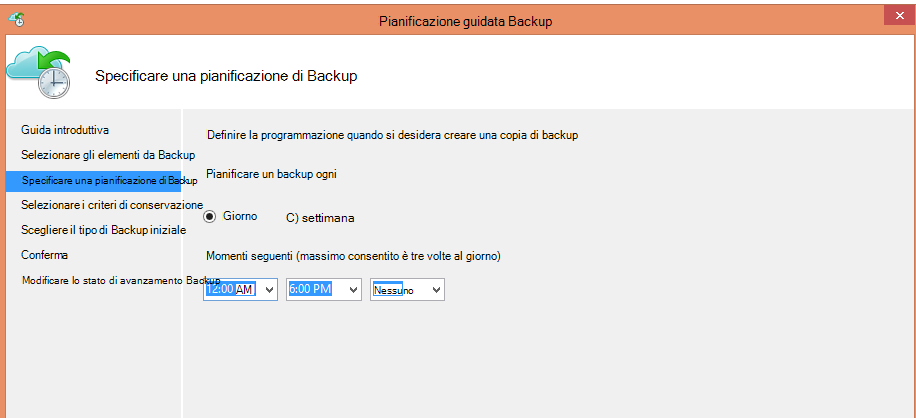 Pianificazione guidata Backup
Specificare una pianificazione di Backup
Guida introduttiva
Selezionare gli elementi da Backup
Specificare una pianificazione di Backup
Selezionare i criteri di conservazione
Scegliere il tipo di Backup iniziale
Conferma
Modificare lo stato di avanzamento Backup
Definire la programmazione quando si desidera creare una copia di backup
Pianificare un backup ogni
Giorno C) settimana
Momenti seguenti (massimo consentito è tre volte al giorno)
12:00 AM 6:00 PM Nessuno